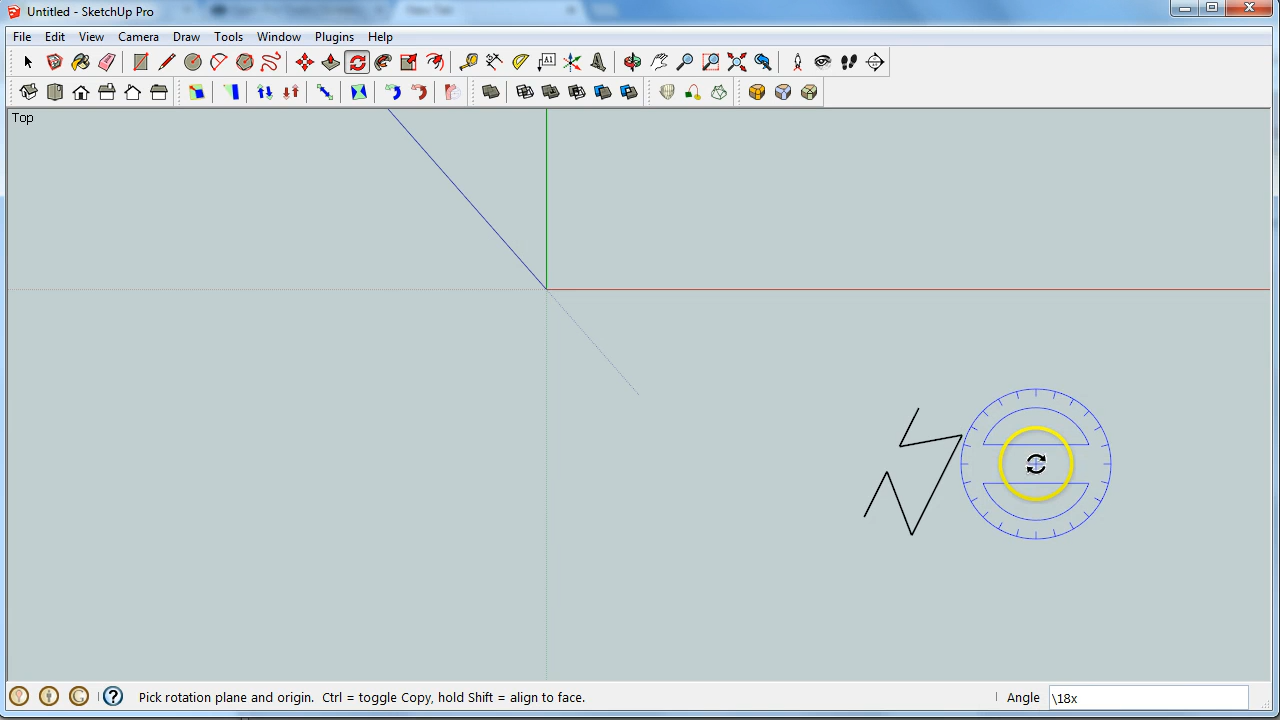 Untitled - SketchUp Pro
File Edit View Camera Draw Tools Window Plugins Help
A1
Top
Pick rotation plane and origin. Ctrl = toggle Copy, hold Shift = align to face. Angle \18x